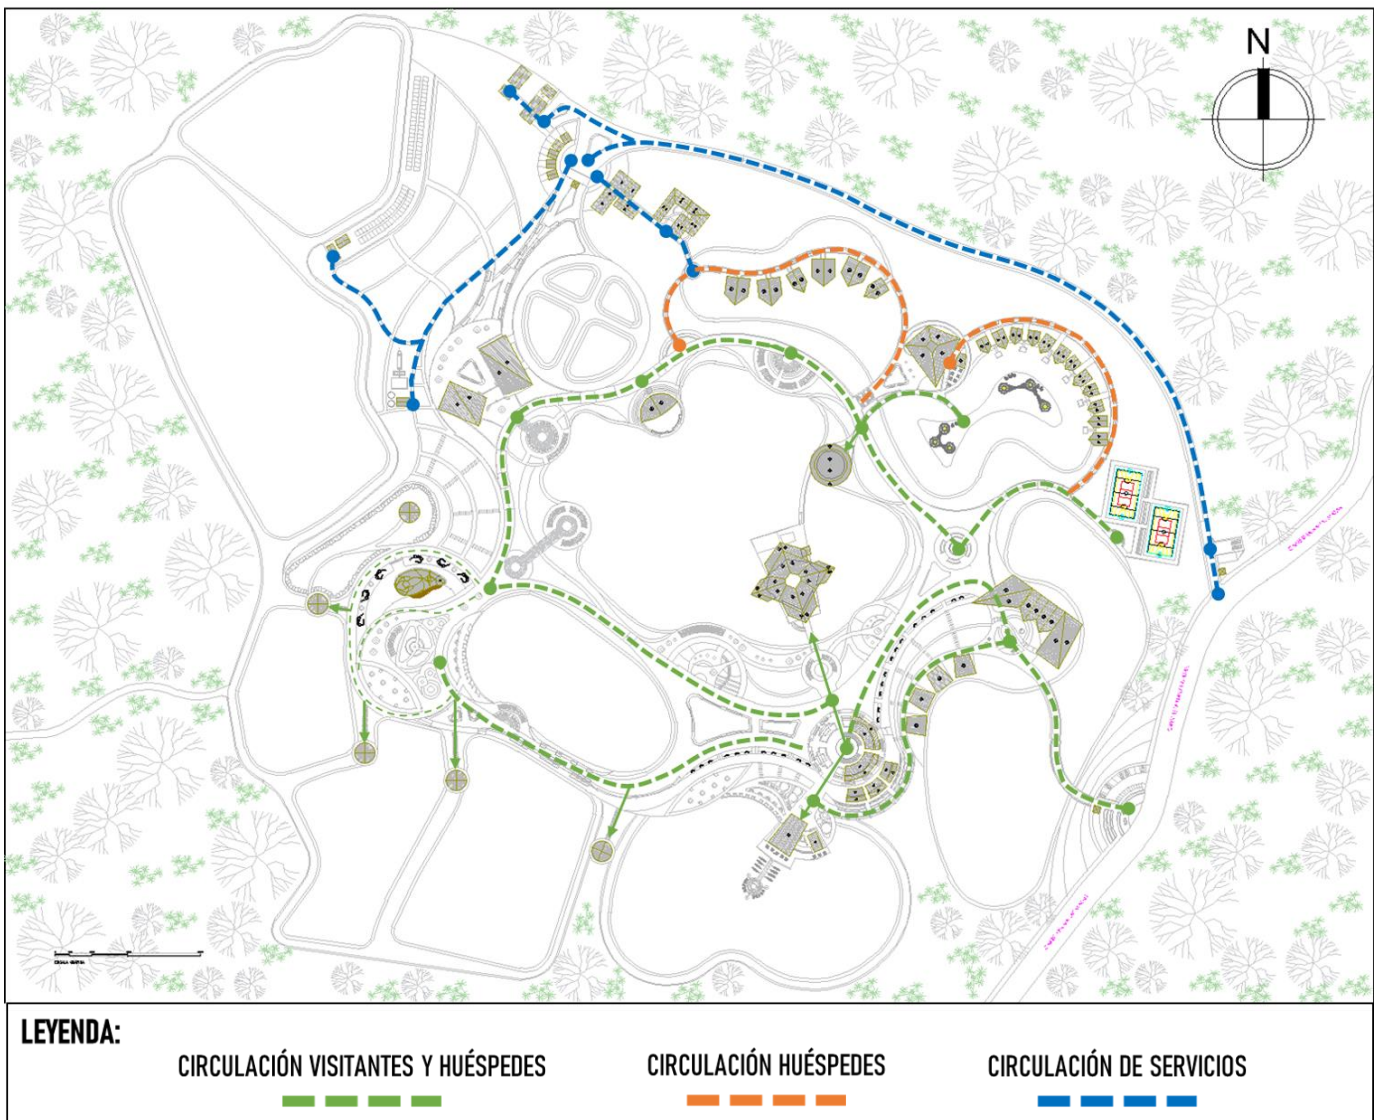 N
LEYENDA:
CIRCULACIÓN VISITANTES Y HUÉSPEDES
CIRCULACIÓN HUÉSPEDES
CIRCULACIÓN DE SERVICIOS